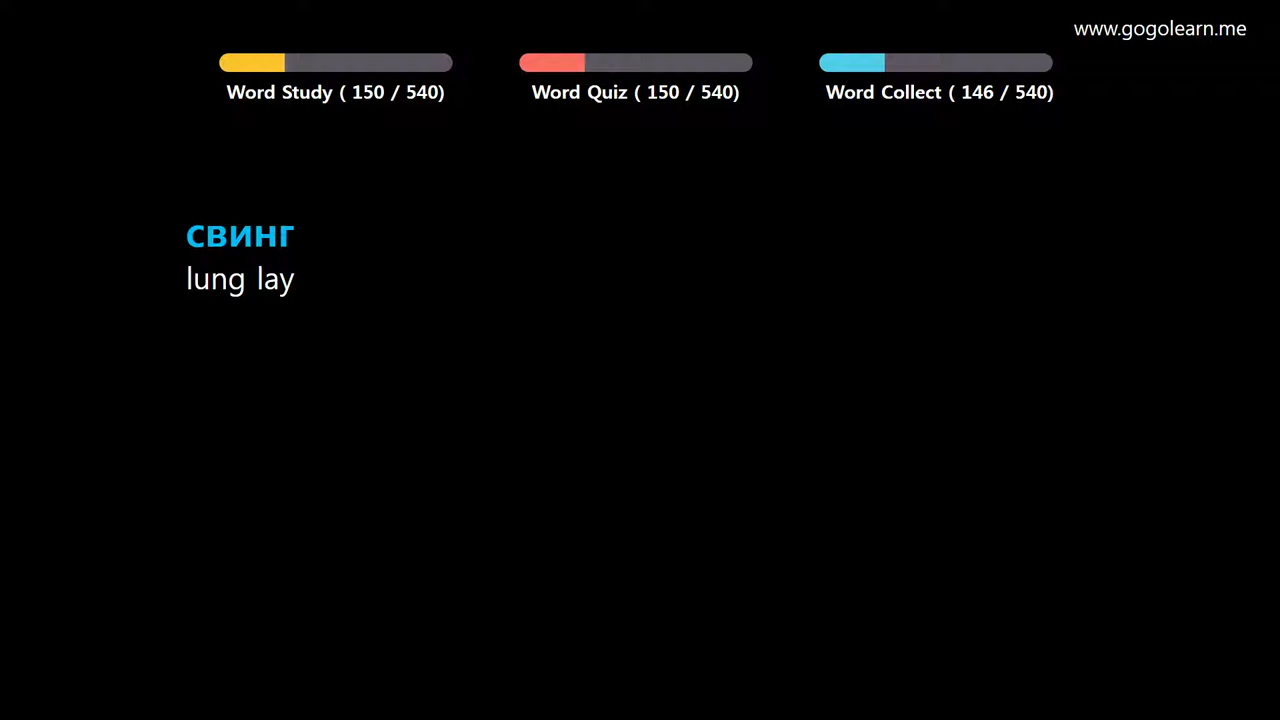 www.gogolearn.me
Word Study ( 150 / 540)
Word Quiz ( 150 / 540)
Word Collect ( 146 / 540)
свинг
lung lay